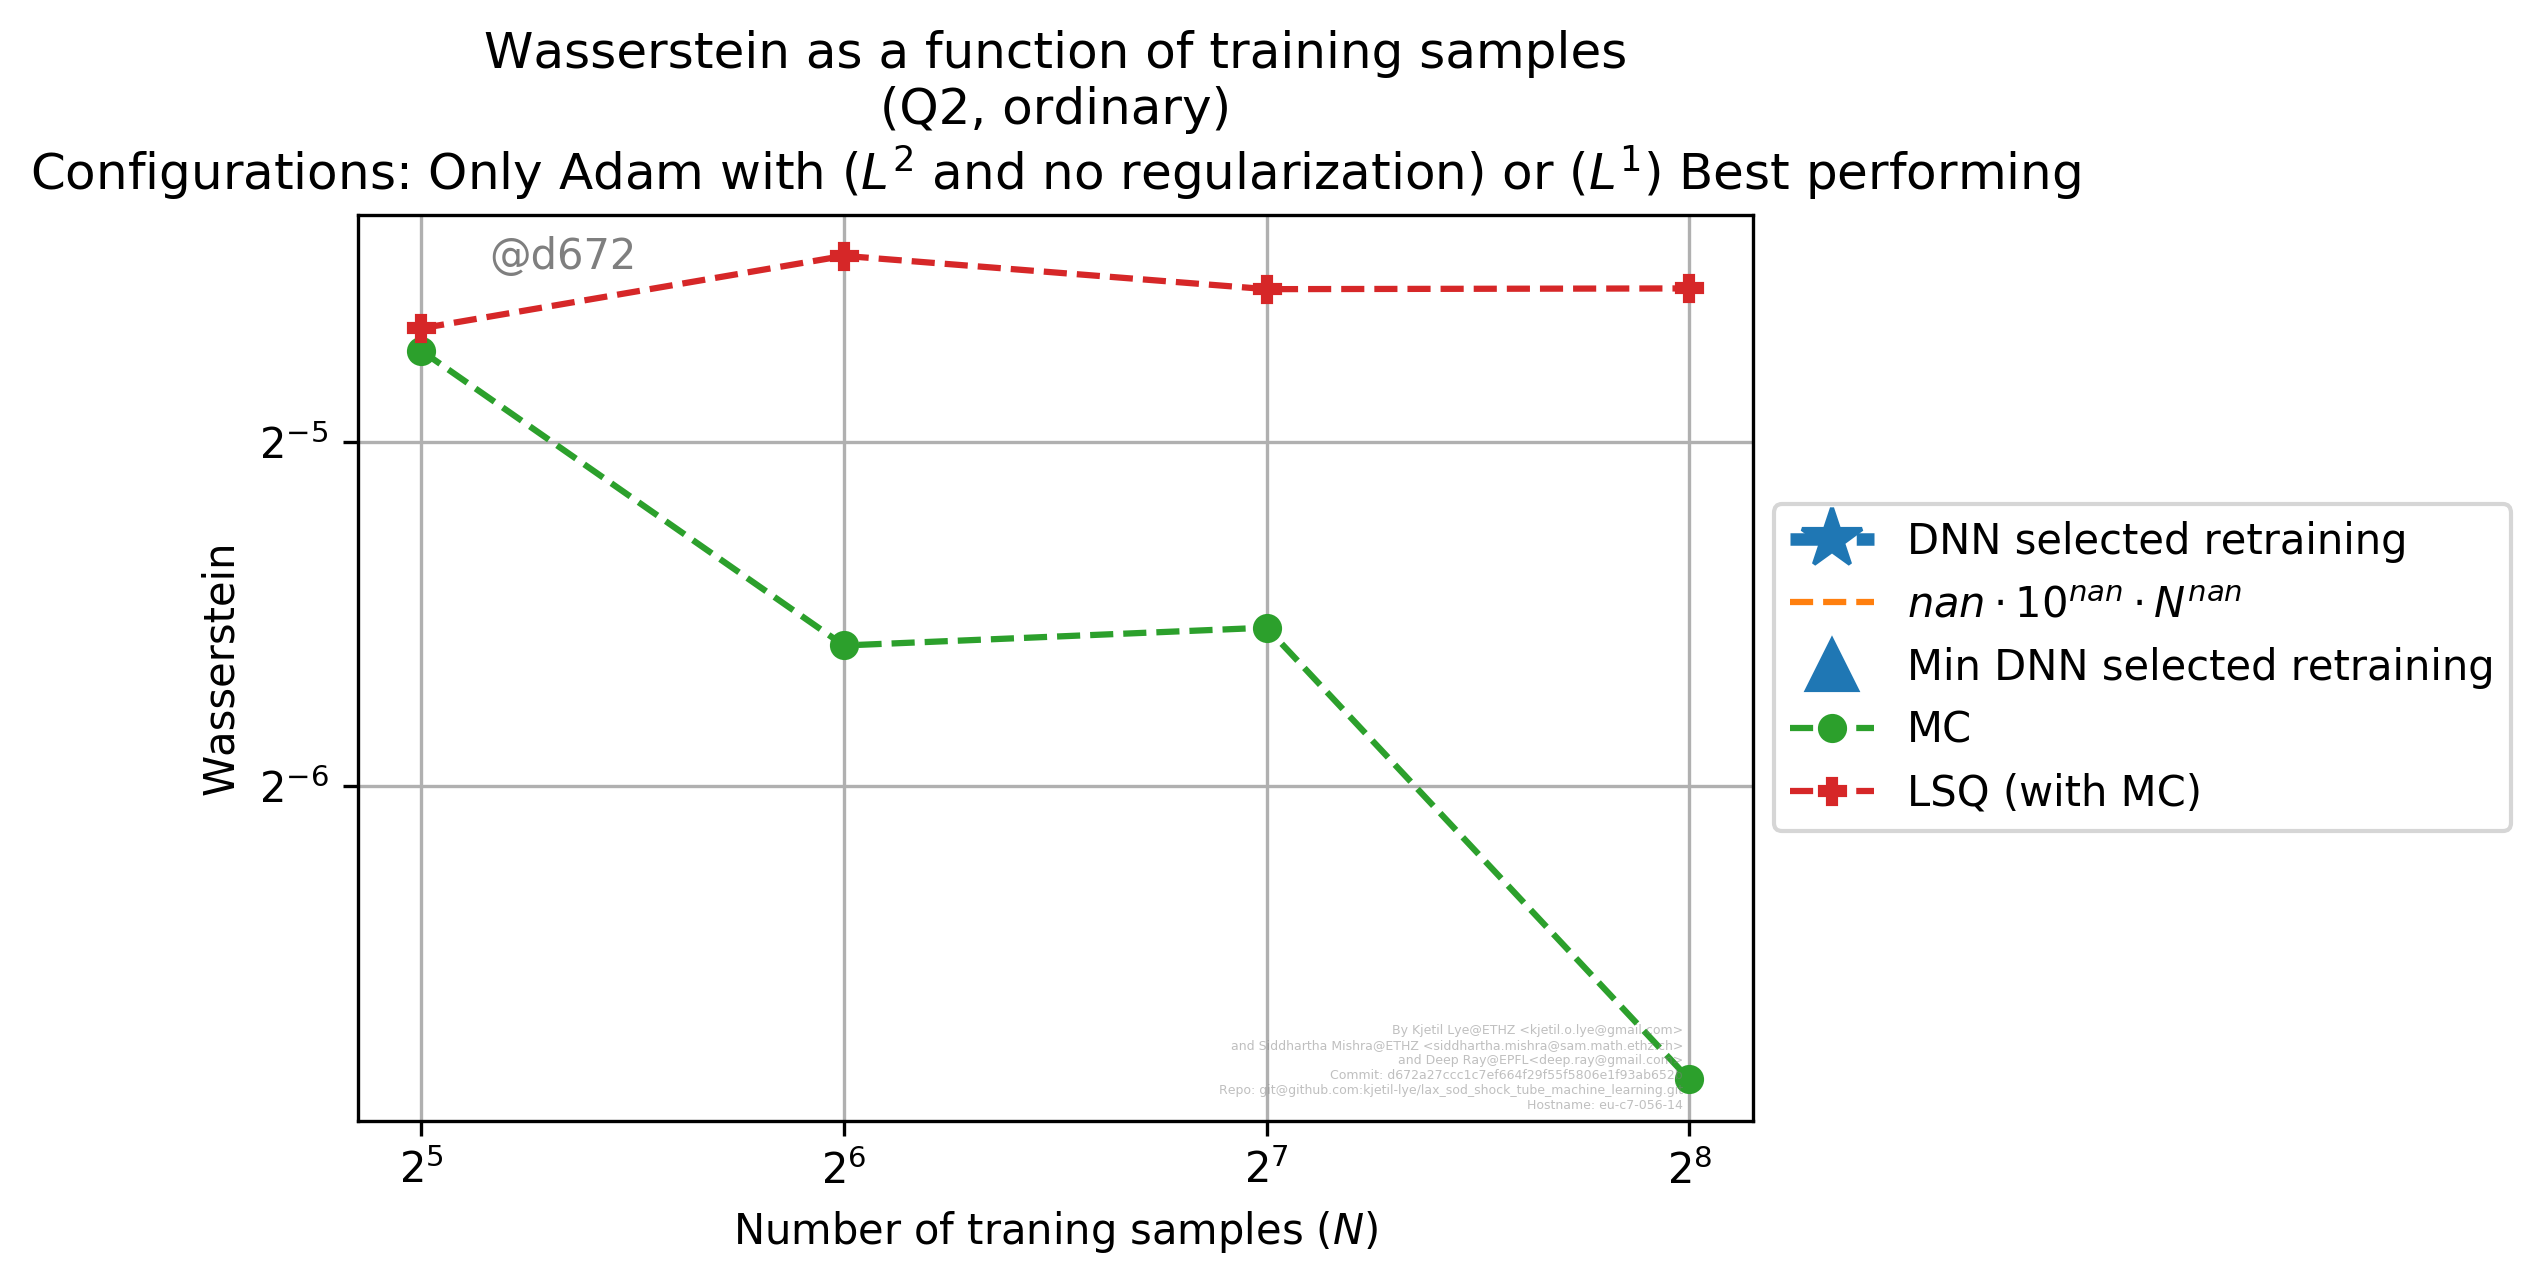 Wasserstein as a function of training samples
(Q2, ordinary)
Configurations: Only Adam with (L² and no regularization) or (L¹) Best performing
@d672
2⁻⁵
2⁻⁶
Wasserstein
DNN selected retraining
nan · 10ⁿᵃⁿ · Nⁿᵃⁿ
Min DNN selected retraining
MC
LSQ (with MC)
By Kjetil Lye@ETHZ <kjetil.o.lye@gmail.com>
and Siddhartha Mishra@ETHZ <siddhartha.mishra@sam.math.ethz.ch>
and Deep Ray@EPFL<deep.ray@gmail.com>
Commit:
Repo: git@github.com:kjetil-lye/lax_sod_shock_tube_machine_learning.git
Hostname: eu-c7-056-14
2⁵
2⁶
2⁷
2⁸
Number of traning samples (N)